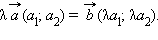 λ a⃗ (a₁; a₂) = b⃗ (λa₁; λa₂).